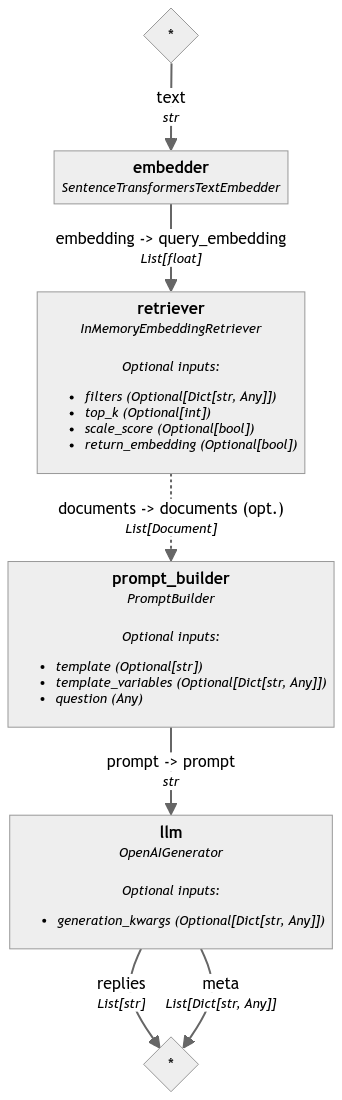 *
text
str
embedder
SentenceTransformersTextEmbedder
embedding -> query_embedding
List[float]
retriever
InMemoryEmbeddingRetriever
Optional inputs:
• filters (Optional[Dict[str, Any]])
• top_k (Optional[int])
• scale_score (Optional[bool])
• return_embedding (Optional[bool])
documents -> documents (opt.)
List[Document]
prompt_builder
PromptBuilder
Optional inputs:
• template (Optional[str])
• template_variables (Optional[Dict[str, Any]])
• question (Any)
prompt -> prompt
str
llm
OpenAIGenerator
Optional inputs:
• generation_kwargs (Optional[Dict[str, Any]])
replies
List[str]
meta
List[Dict[str, Any]]
*